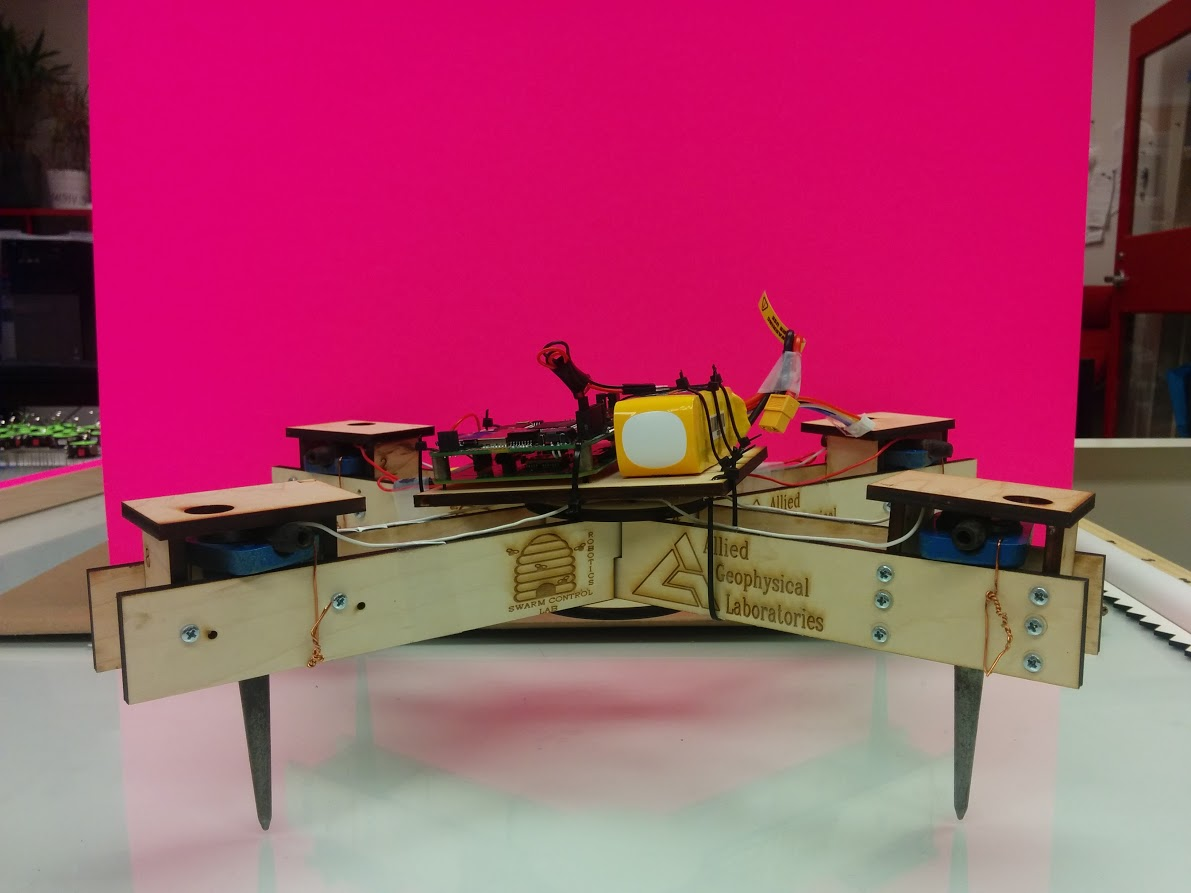 ROBOTICS
SWARM CONTROL
LAB
Allied
Geophysical
Laboratories
Allied